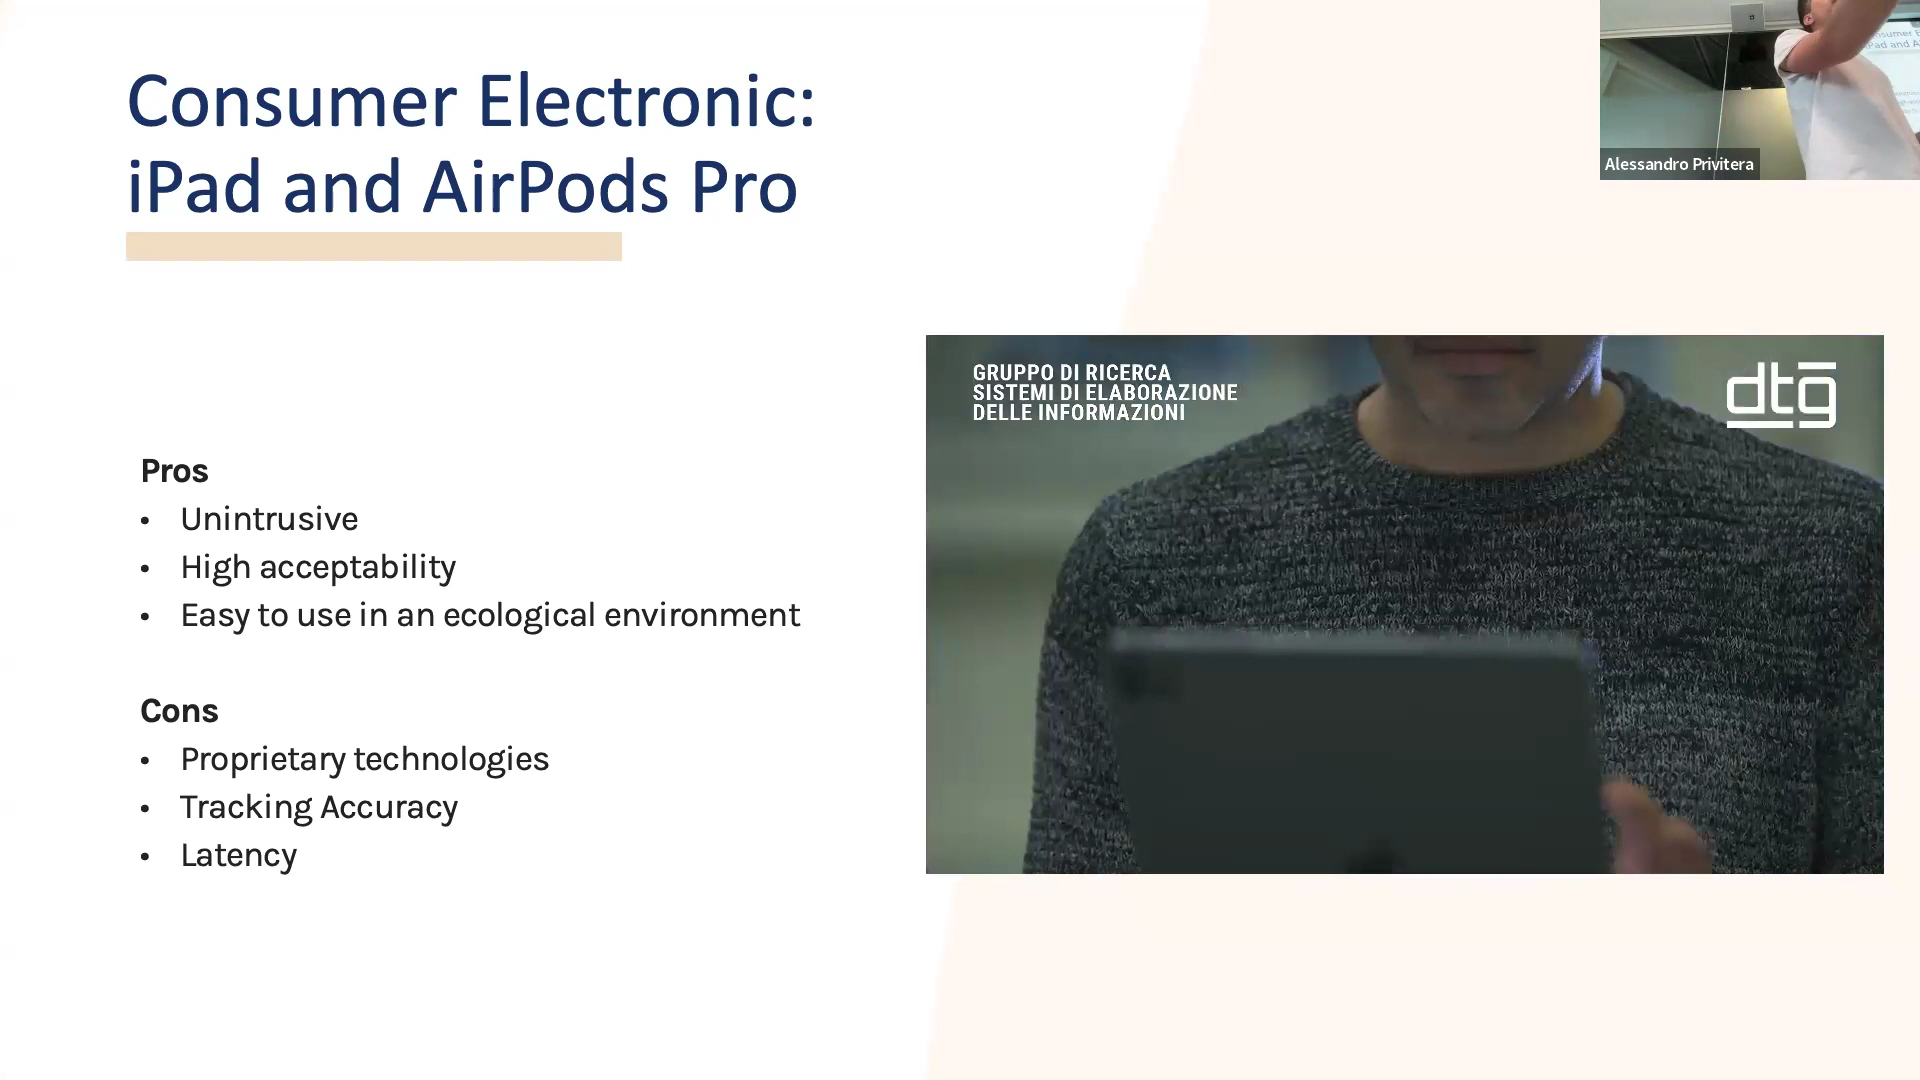 Consumer Electronic:
iPad and AirPods Pro
Alessandro Privitera
GRUPPO DI RICERCA
SISTEMI DI ELABORAZIONE
DELLE INFORMAZIONI
dtg
Pros
• Unintrusive
• High acceptability
• Easy to use in an ecological environment
Cons
• Proprietary technologies
• Tracking Accuracy
• Latency